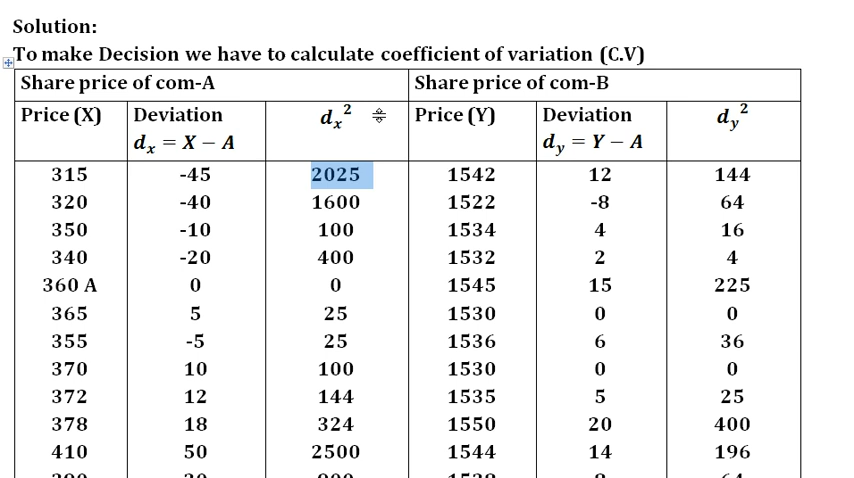 Solution:
To make Decision we have to calculate coefficient of variation (C.V)
Share price of com-A Share price of com-B
Price (X) Deviation dₓ = X – A dₓ² Price (Y) Deviation d_y = Y – A d_y²
315 -45 2025 1542 12 144
320 -40 1600 1522 -8 64
350 -10 100 1534 4 16
340 -20 400 1532 2 4
360 A 0 0 1545 15 225
365 5 25 1530 0 0
355 -5 25 1536 6 36
370 10 100 1530 0 0
372 12 144 1535 5 25
378 18 324 1550 20 400
410 50 2500 1544 14 196